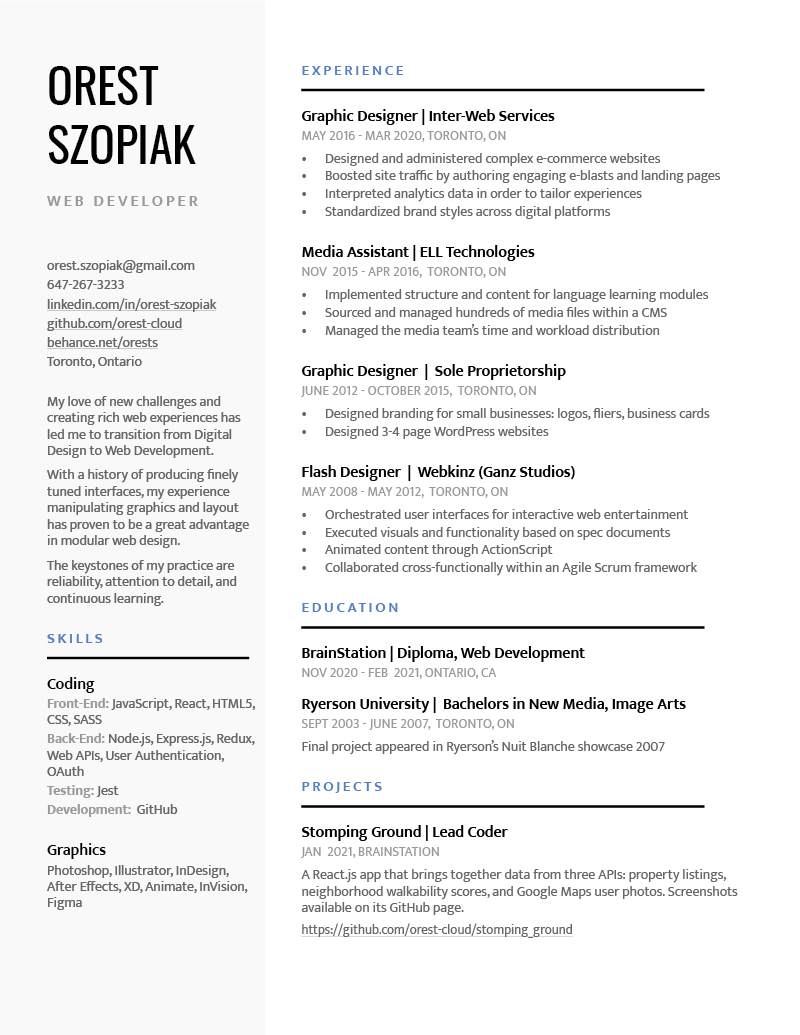 OREST
SZOPIAK
WEB DEVELOPER
orest.szopiak@gmail.com
647-267-3233
linkedin.com/in/orest-szopiak
github.com/orest-cloud
behance.net/orests
Toronto, Ontario
My love of new challenges and
creating rich web experiences has
led me to transition from Digital
Design to Web Development.
With a history of producing finely
tuned interfaces, my experience
manipulating graphics and layout
has proven to be a great advantage
in modular web design.
The keystones of my practice are
reliability, attention to detail, and
continuous learning.
SKILLS
Coding
Front-End: JavaScript, React, HTML5,
CSS, SASS
Back-End: Node.js, Express.js, Redux,
Web APIs, User Authentication,
OAuth
Testing: Jest
Development: GitHub
Graphics
Photoshop, Illustrator, InDesign,
After Effects, XD, Animate, InVision,
Figma
EXPERIENCE
Graphic Designer | Inter-Web Services
MAY 2016 - MAR 2020, TORONTO, ON
• Designed and administered complex e-commerce websites
• Boosted site traffic by authoring engaging e-blasts and landing pages
• Interpreted analytics data in order to tailor experiences
• Standardized brand styles across digital platforms
Media Assistant | ELL Technologies
NOV 2015 - APR 2016, TORONTO, ON
• Implemented structure and content for language learning modules
• Sourced and managed hundreds of media files within a CMS
• Managed the media team's time and workload distribution
Graphic Designer | Sole Proprietorship
JUNE 2012 - OCTOBER 2015, TORONTO, ON
• Designed branding for small businesses: logos, fliers, business cards
• Designed 3-4 page WordPress websites
Flash Designer | Webkinz (Ganz Studios)
MAY 2008 - MAY 2012, TORONTO, ON
• Orchestrated user interfaces for interactive web entertainment
• Executed visuals and functionality based on spec documents
• Animated content through ActionScript
• Collaborated cross-functionally within an Agile Scrum framework
EDUCATION
BrainStation | Diploma, Web Development
NOV 2020 - FEB 2021, ONTARIO, CA
Ryerson University | Bachelors in New Media, Image Arts
SEPT 2003 - JUNE 2007, TORONTO, ON
Final project appeared in Ryerson's Nuit Blanche showcase 2007
PROJECTS
Stomping Ground | Lead Coder
JAN 2021, BRAINSTATION
A React.js app that brings together data from three APIs: property listings,
neighborhood walkability scores, and Google Maps user photos. Screenshots
available on its GitHub page.
https://github.com/orest-cloud/stomping_ground